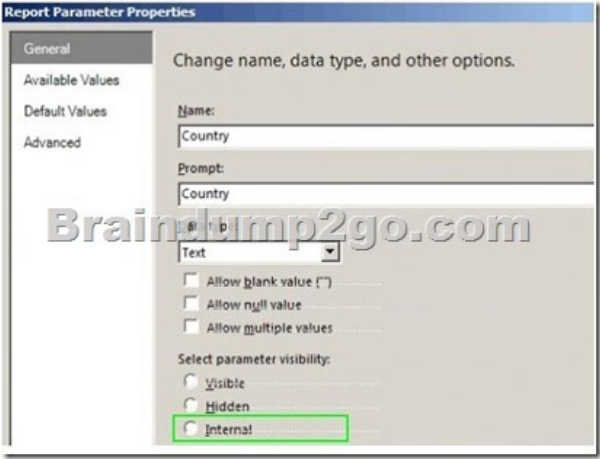 Report Parameter Properties
General
Available Values
Default Values
Advanced
Change name, data type, and other options.
Name:
Country
Prompt:
Country
Braindump2go.com
Data type:
Text
Allow blank value ("")
Allow null value
Allow multiple values
Select parameter visibility:
Visible
Hidden
Internal